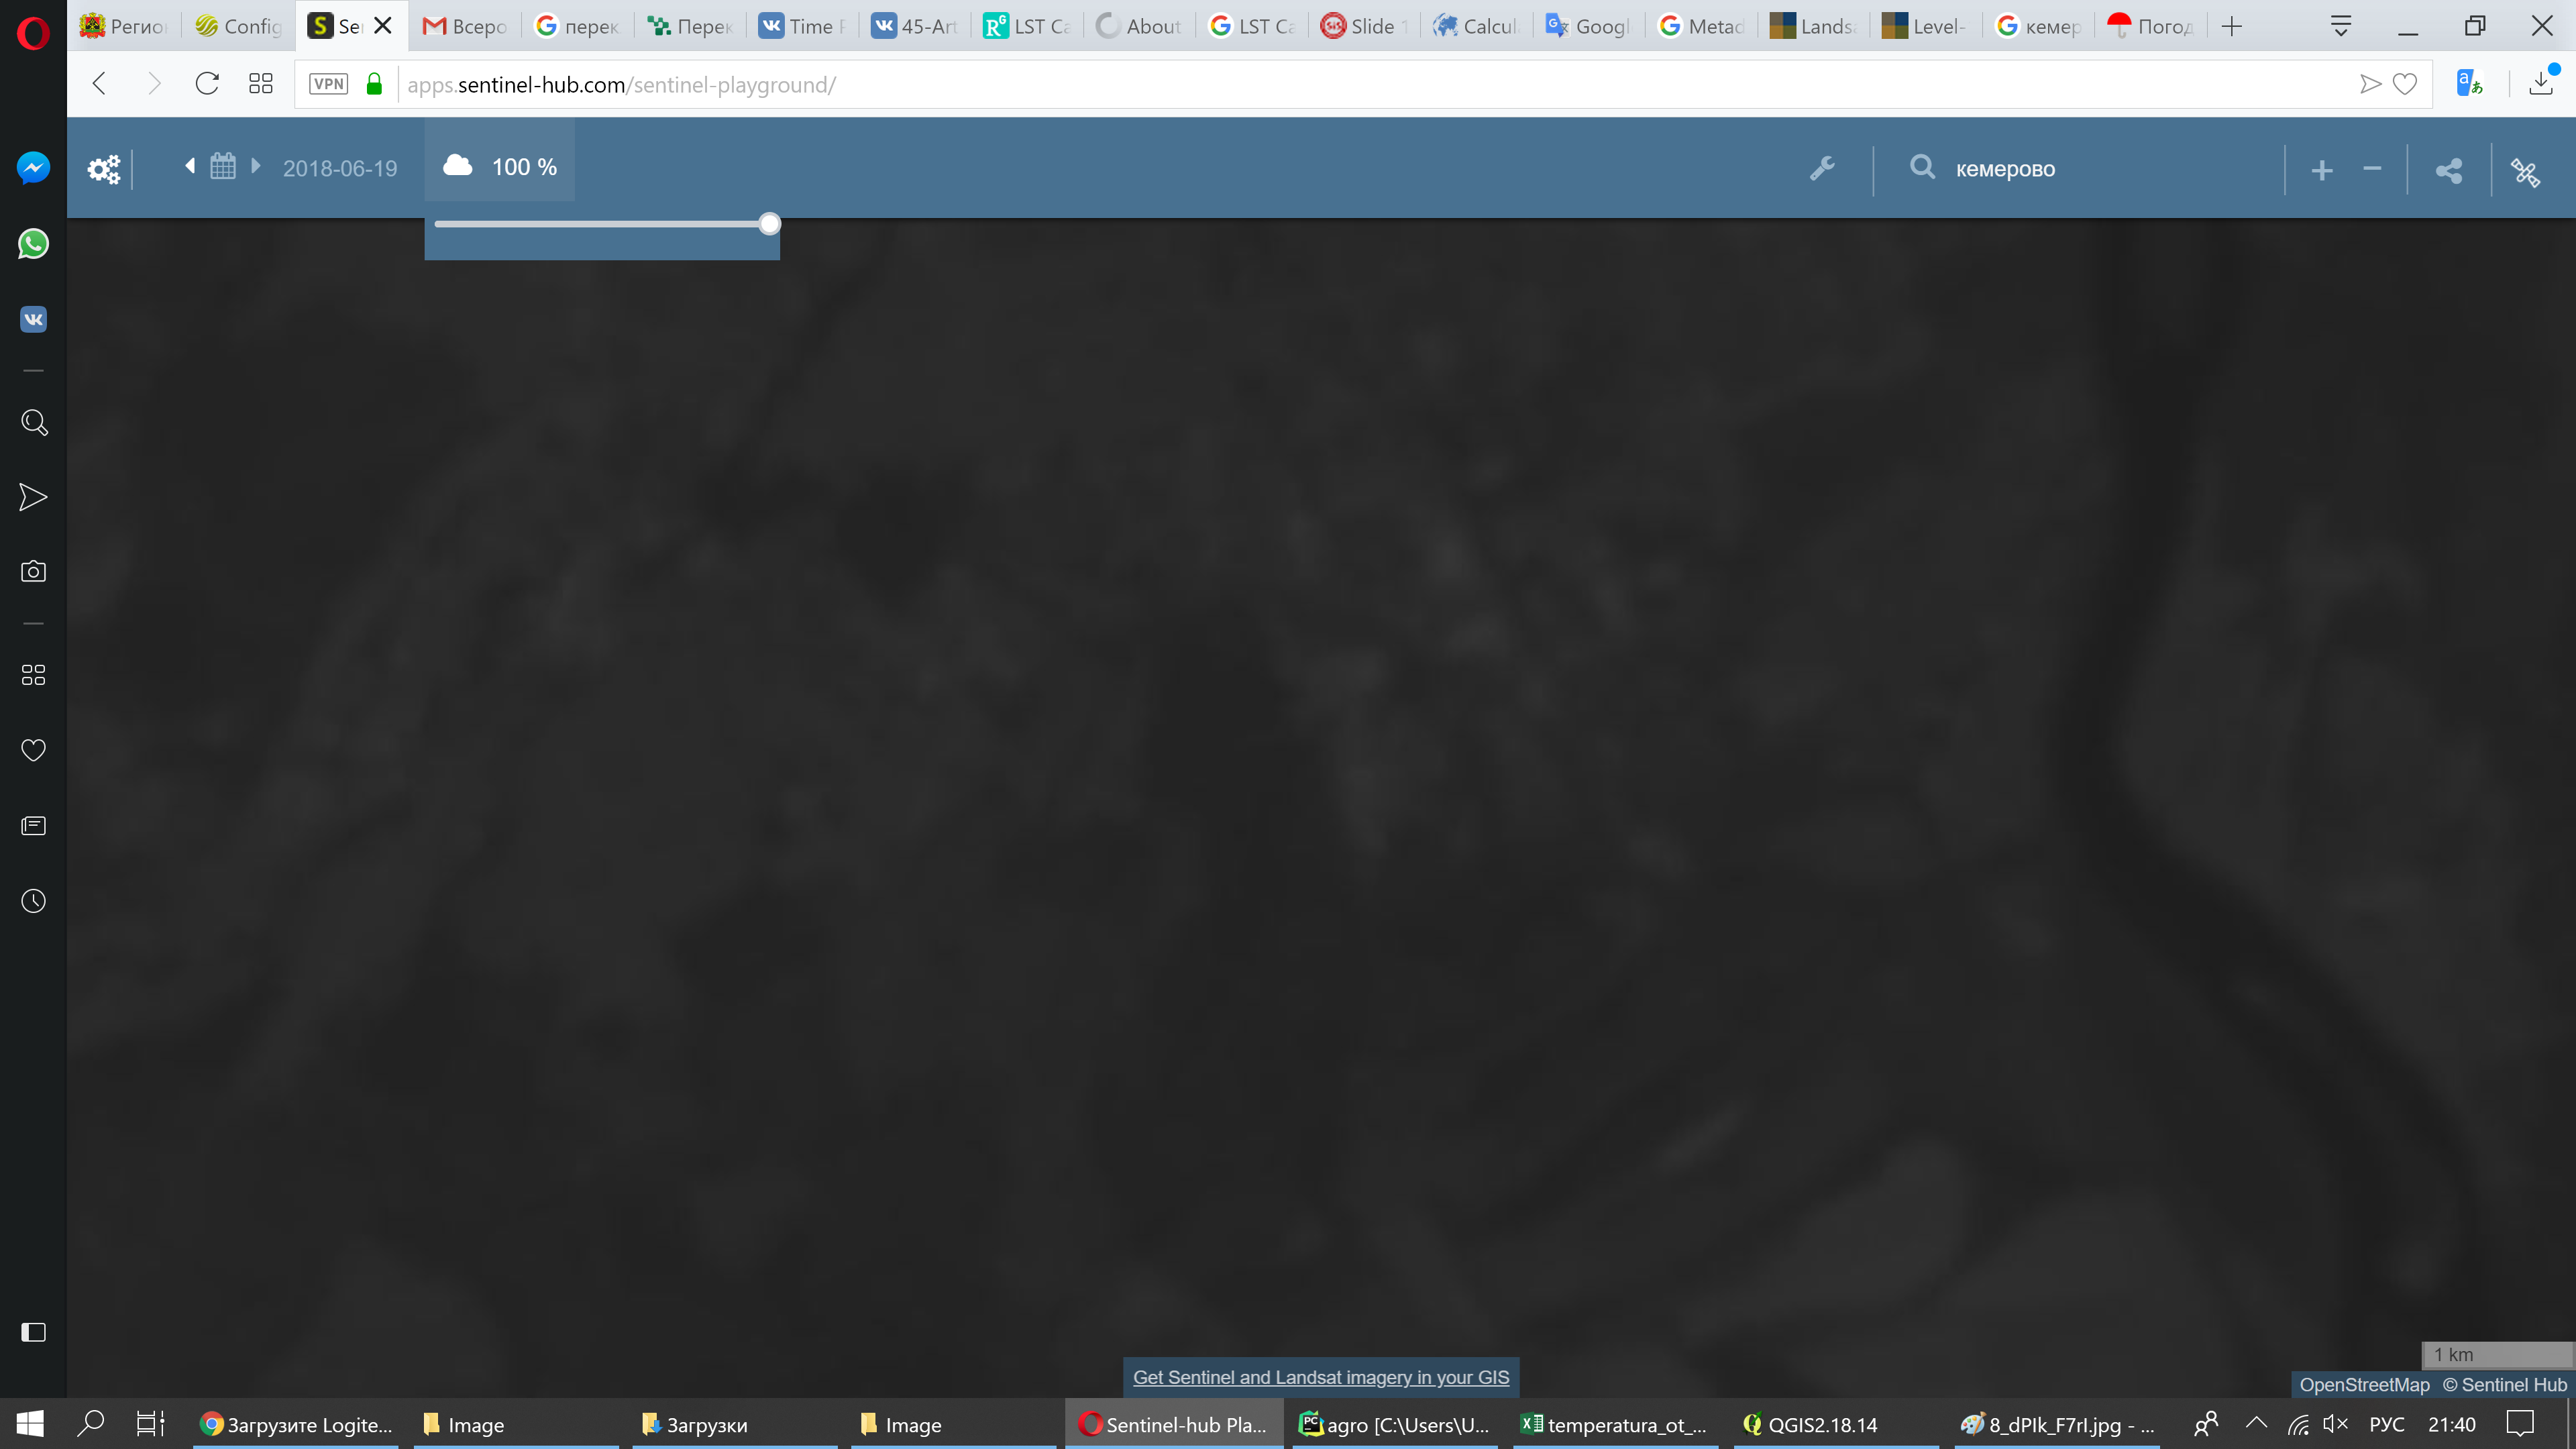 Регио
Config
Se
Всеро
перек
Перек
Time F
45-Art
LST Ca
About
LST Ca
Slide 1
Calcul
Googl
Metad
Landsa
Level-
кемер
Погод
VPN
apps.sentinel-hub.com/sentinel-playground/
2018-06-19
100 %
кемерово
1 km
Get Sentinel and Landsat imagery in your GIS
OpenStreetMap © Sentinel Hub
Загрузите Logite...
Image
Загрузки
Image
Sentinel-hub Pla...
agro [C:\Users\U...
temperatura_ot_...
QGIS2.18.14
8_dPIk_F7rI.jpg - ...
РУС
21:40